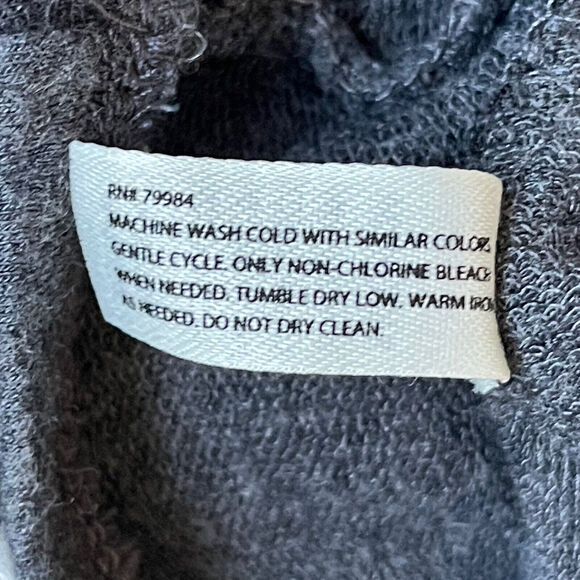 RN# 79984
MACHINE WASH COLD WITH SIMILAR COLORS
GENTLE CYCLE. ONLY NON-CHLORINE BLEACH
WHEN NEEDED. TUMBLE DRY LOW. WARM IRON
AS NEEDED. DO NOT DRY CLEAN.